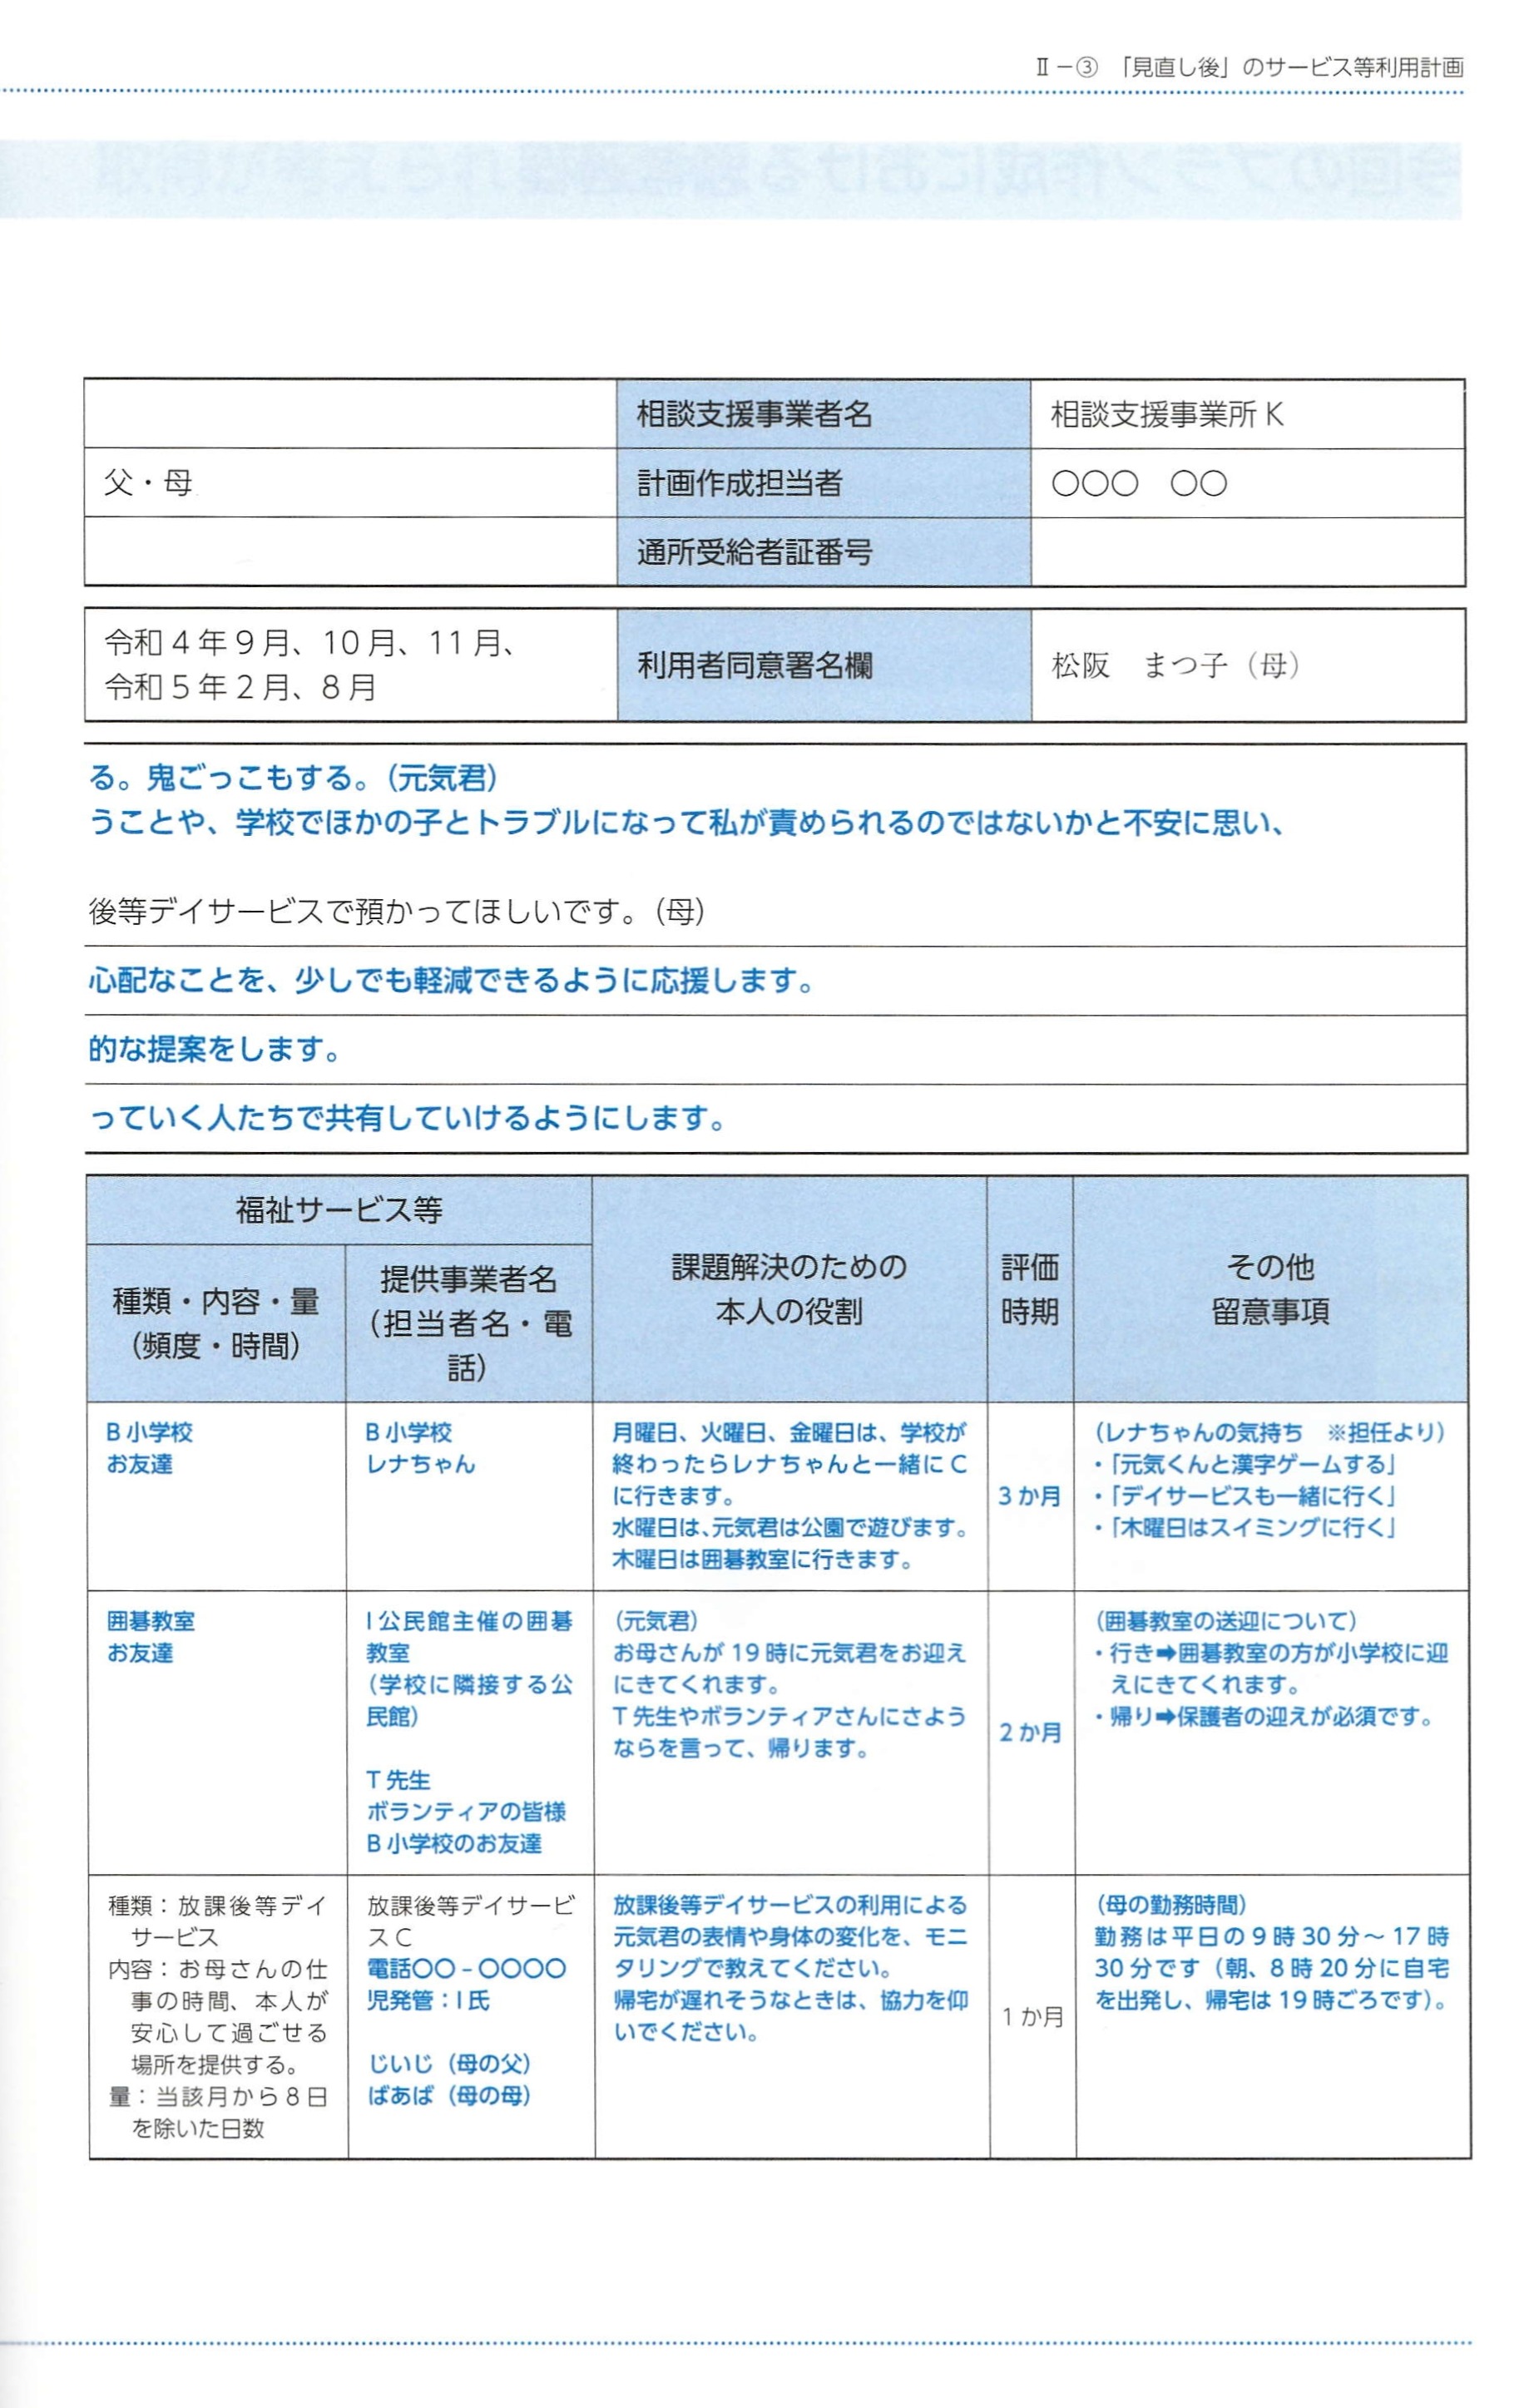 Ⅱ－③ 「見直し後」のサービス等利用計画
相談支援事業者名
相談支援事業所 K
父・母
計画作成担当者
○○○ ○○
通所受給者証番号
令和４年９月、10 月、11 月、
令和５年２月、８月
利用者同意署名欄
松阪 まつ子（母）
る。鬼ごっこもする。（元気君）
うことや、学校でほかの子とトラブルになって私が責められるのではないかと不安に思い、
後等デイサービスで預かってほしいです。（母）
心配なことを、少しでも軽減できるように応援します。
的な提案をします。
っていく人たちで共有していけるようにします。
福祉サービス等
種類・内容・量
（頻度・時間）
提供事業者名
（担当者名・電
話）
課題解決のための
本人の役割
評価
時期
その他
留意事項
B 小学校
お友達
B 小学校
レナちゃん
月曜日、火曜日、金曜日は、学校が
終わったらレナちゃんと一緒に C
に行きます。
水曜日は、元気君は公園で遊びます。
木曜日は囲碁教室に行きます。
３か月
（レナちゃんの気持ち ※担任より）
・「元気くんと漢字ゲームする」
・「デイサービスも一緒に行く」
・「木曜日はスイミングに行く」
囲碁教室
お友達
I 公民館主催の囲碁
教室
（学校に隣接する公
民館）
T 先生
ボランティアの皆様
B 小学校のお友達
（元気君）
お母さんが 19 時に元気君をお迎え
にきてくれます。
T 先生やボランティアさんにさよう
ならを言って、帰ります。
２か月
（囲碁教室の送迎について）
・行き➡囲碁教室の方が小学校に迎
えにきてくれます。
・帰り➡保護者の迎えが必須です。
種類：放課後等デイ
サービス
内容：お母さんの仕
事の時間、本人が
安心して過ごせる
場所を提供する。
量：当該月から８日
を除いた日数
放課後等デイサービ
ス C
電話○○－○○○○
児発管：I 氏
じいじ（母の父）
ばあば（母の母）
放課後等デイサービスの利用による
元気君の表情や身体の変化を、モニ
タリングで教えてください。
帰宅が遅れそうなときは、協力を仰
いでください。
１か月
（母の勤務時間）
勤務は平日の９時 30 分～ 17 時
30 分です（朝、８時 20 分に自宅
を出発し、帰宅は 19 時ごろです）。